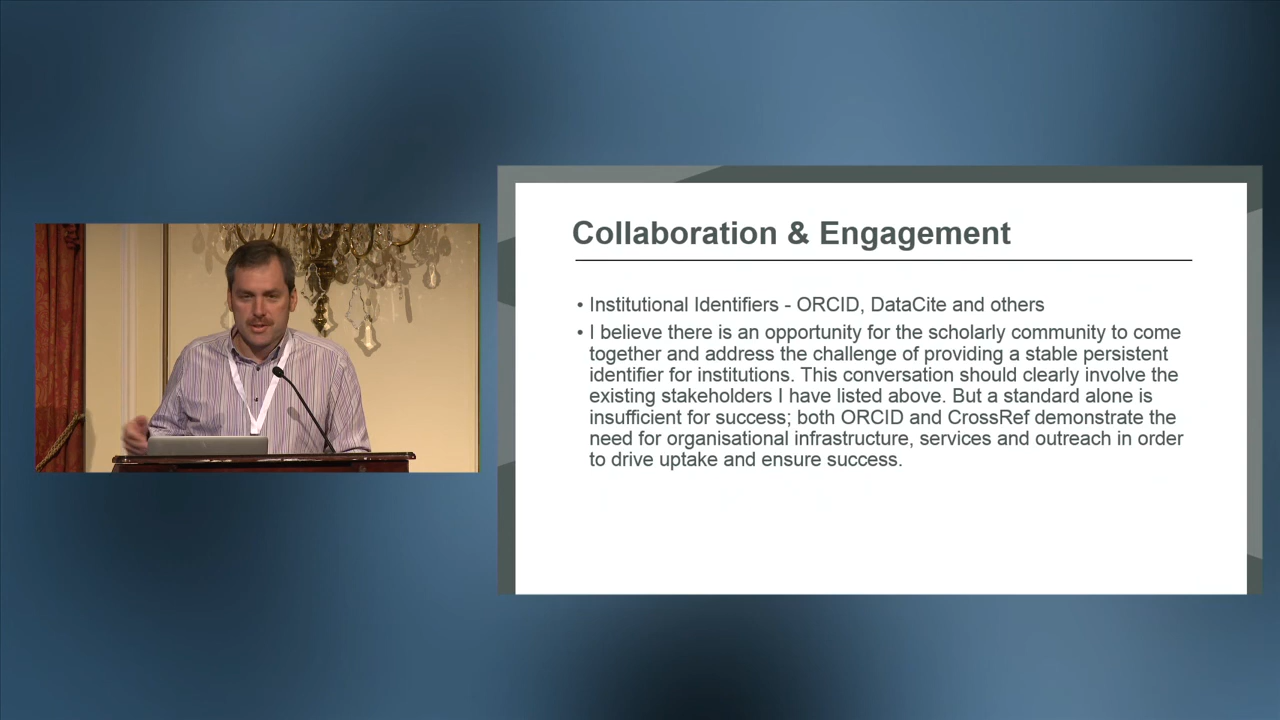 Collaboration & Engagement
• Institutional Identifiers - ORCID, DataCite and others
• I believe there is an opportunity for the scholarly community to come
together and address the challenge of providing a stable persistent
identifier for institutions. This conversation should clearly involve the
existing stakeholders I have listed above. But a standard alone is
insufficient for success; both ORCID and CrossRef demonstrate the
need for organisational infrastructure, services and outreach in order
to drive uptake and ensure success.